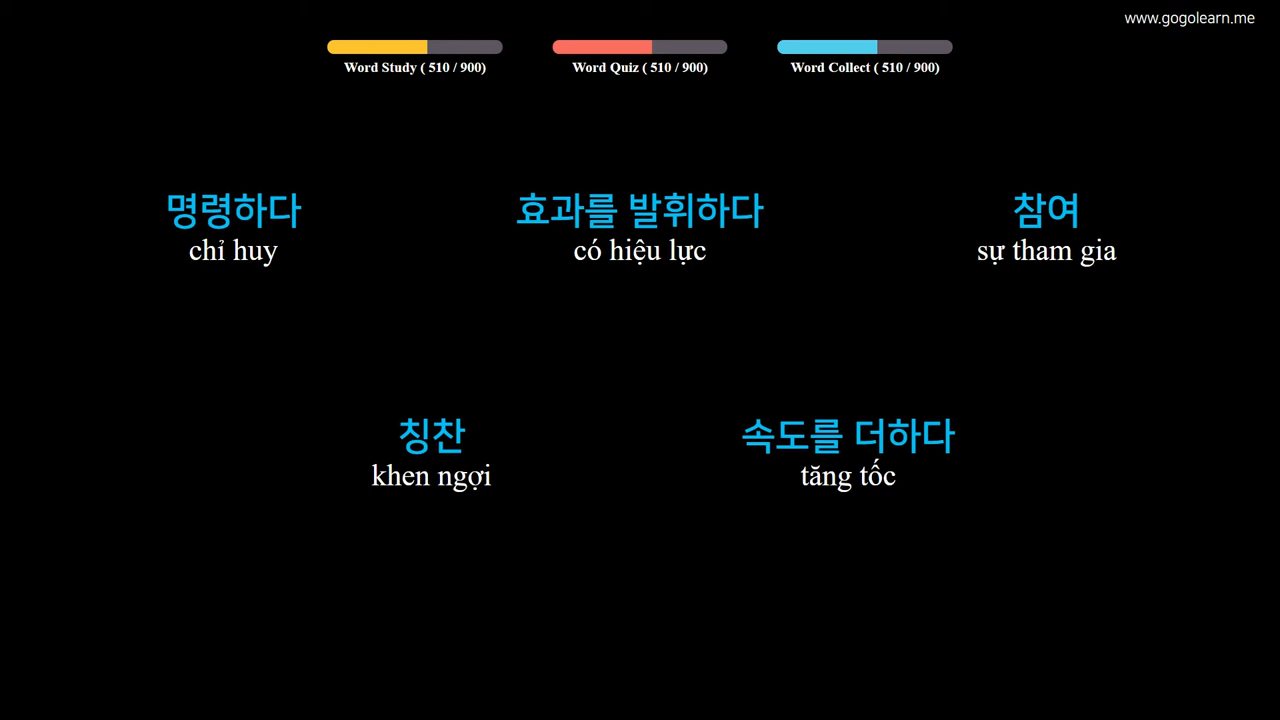 www.gogolearn.me
Word Study ( 510 / 900)
Word Quiz ( 510 / 900)
Word Collect ( 510 / 900)
명령하다
chỉ huy
효과를 발휘하다
có hiệu lực
참여
sự tham gia
칭찬
khen ngợi
속도를 더하다
tăng tốc